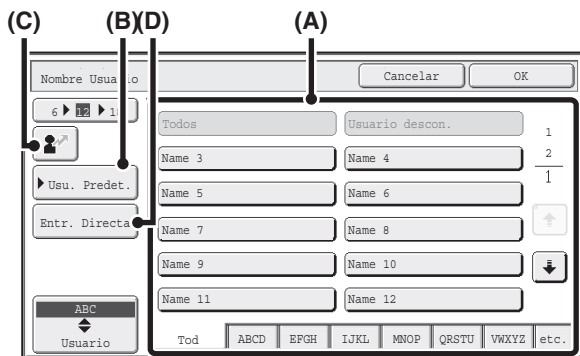 (C) (B)(D) (A)
Nombre Usuario
Cancelar
OK
6 12 18
Todos
Usuario descon.
1
2
1
Name 3
Name 4
Usu. Predet.
Name 5
Name 6
Entr. Directa
Name 7
Name 8
Name 9
Name 10
Name 11
Name 12
ABC
Usuario
Tod
ABCD
EFGH
IJKL
MNOP
QRSTU
VWXYZ
etc.